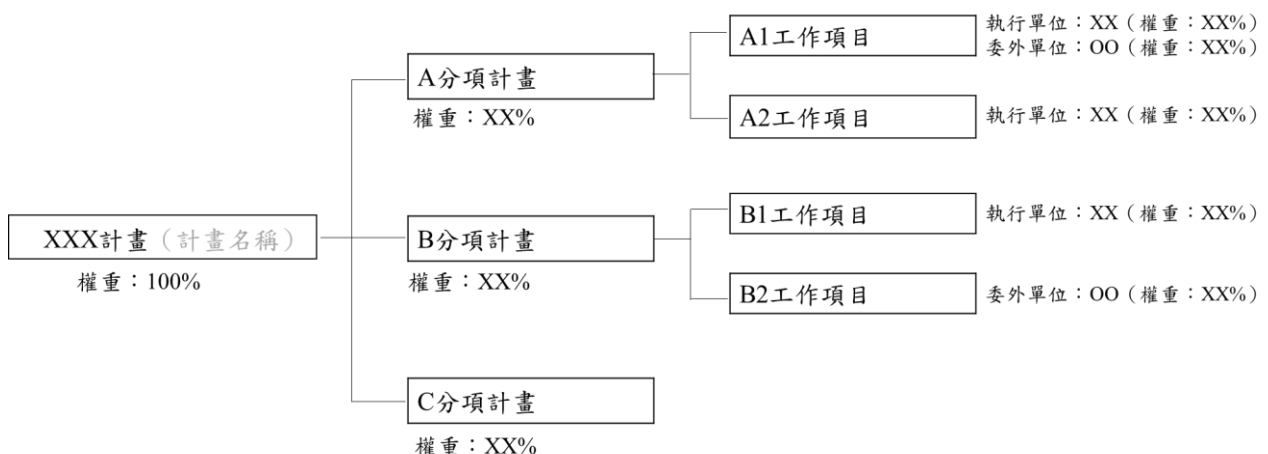 XXX計畫（計畫名稱）
權重：100%
A分項計畫
權重：XX%
A1工作項目
執行單位：XX（權重：XX%）
委外單位：OO（權重：XX%）
A2工作項目
執行單位：XX（權重：XX%）
B分項計畫
權重：XX%
B1工作項目
執行單位：XX（權重：XX%）
B2工作項目
委外單位：OO（權重：XX%）
C分項計畫
權重：XX%